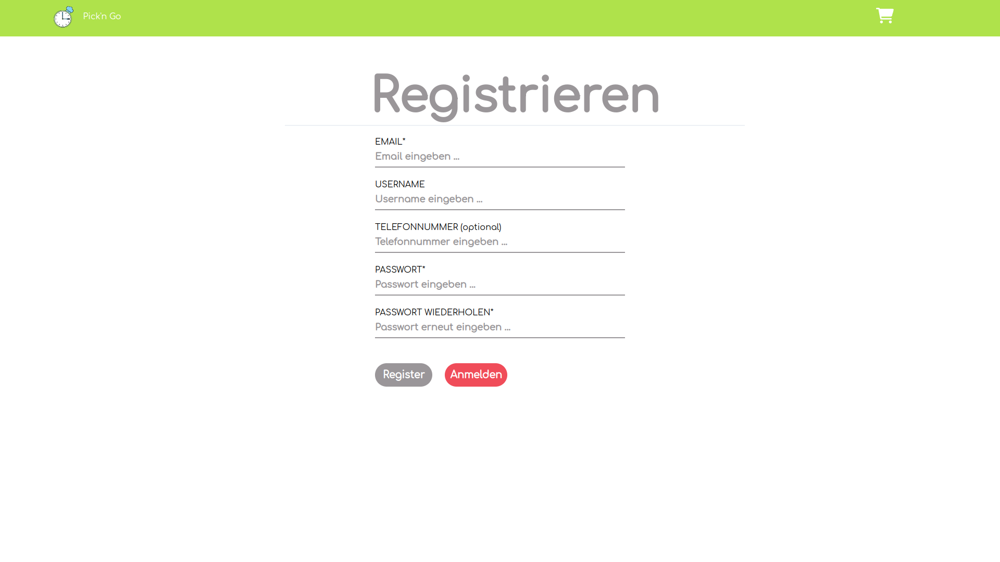 Pick'n Go
Registrieren
EMAIL*
Email eingeben ...
USERNAME
Username eingeben ...
TELEFONNUMMER (optional)
Telefonnummer eingeben ...
PASSWORT*
Passwort eingeben ...
PASSWORT WIEDERHOLEN*
Passwort erneut eingeben ...
Register Anmelden